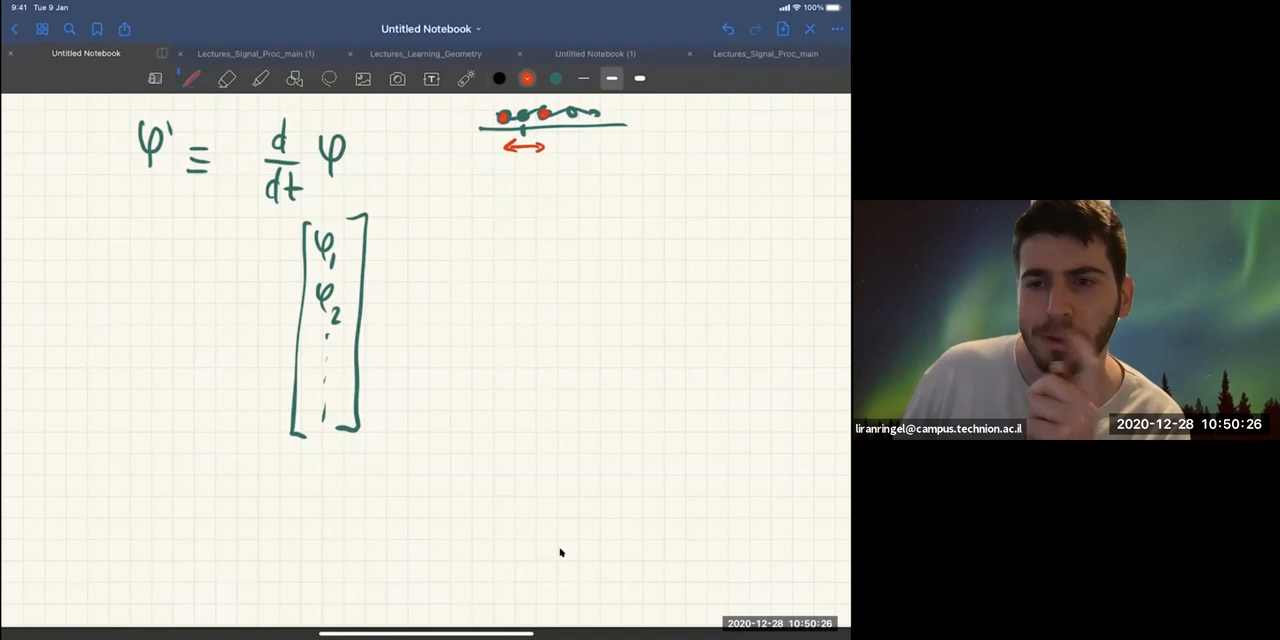 9:41 Tue 9 Jan
100%
Untitled Notebook
Untitled Notebook
Lectures_Signal_Proc_main (1)
Lectures_Learning_Geometry
Untitled Notebook (1)
Lectures_Signal_Proc_main
T
φ' ≡ d/dt φ
φ1
φ2
liranringel@campus.technion.ac.il
2020-12-28 10:50:26
2020-12-28 10:50:26